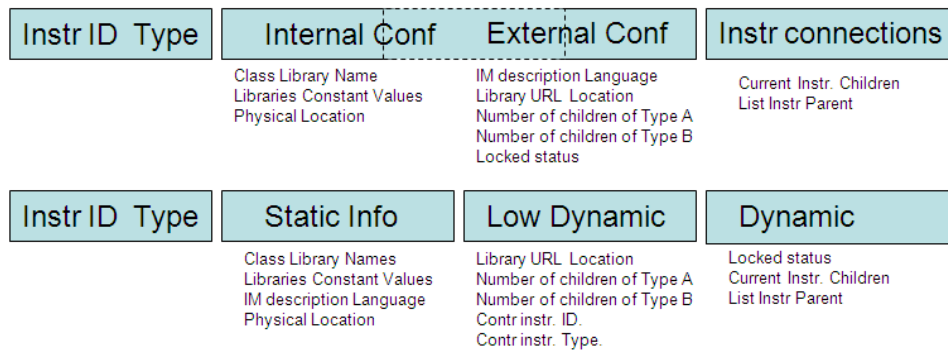 Instr ID Type
Internal Conf
External Conf
Instr connections
Class Library Name
Libraries Constant Values
Physical Location
IM description Language
Library URL Location
Number of children of Type A
Number of children of Type B
Locked status
Current Instr. Children
List Instr Parent
Instr ID Type
Static Info
Low Dynamic
Dynamic
Class Library Names
Libraries Constant Values
IM description Language
Physical Location
Library URL Location
Number of children of Type A
Number of children of Type B
Contr instr. ID.
Contr instr. Type.
Locked status
Current Instr. Children
List Instr Parent